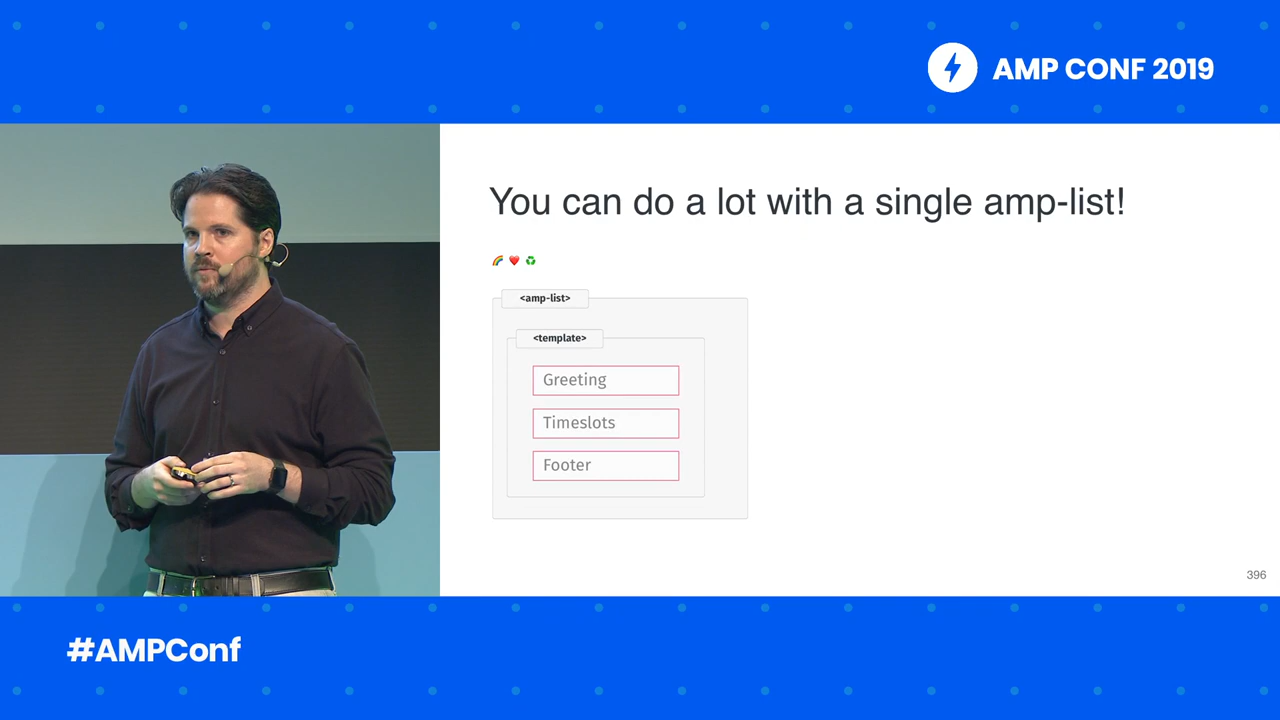 AMP CONF 2019
You can do a lot with a single amp-list!
🌈 ❤️ ♻️
<amp-list>
<template>
Greeting
Timeslots
Footer
396
#AMPConf